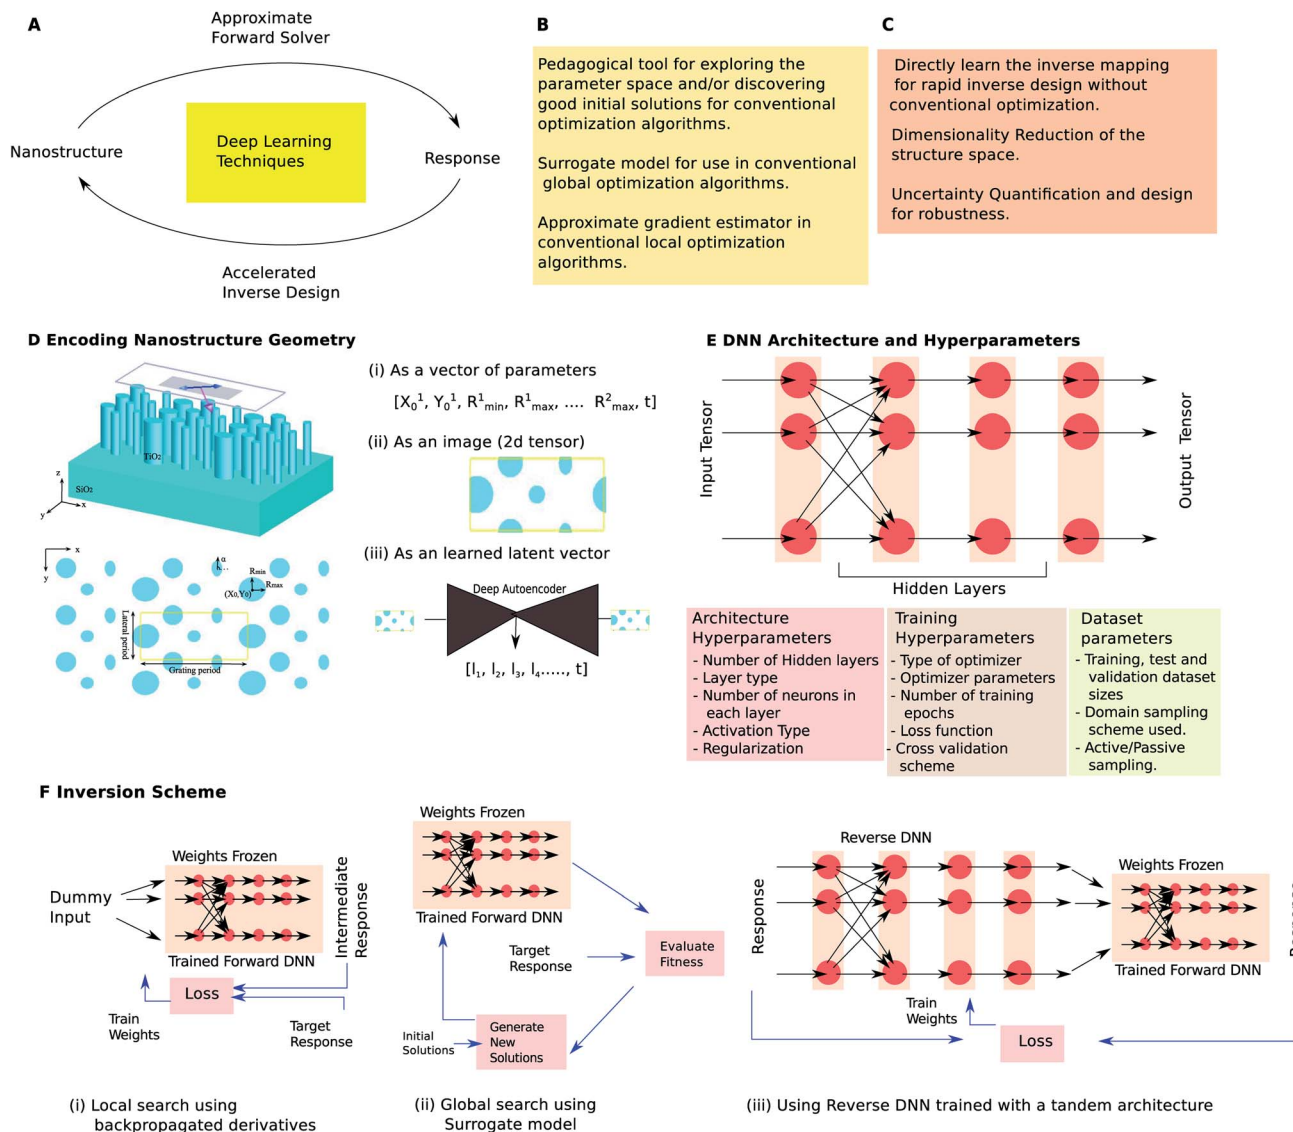 A
Approximate
Forward Solver
Nanostructure
Deep Learning
Techniques
Response
Accelerated
Inverse Design
B
Pedagogical tool for exploring the
parameter space and/or discovering
good initial solutions for conventional
optimization algorithms.
Surrogate model for use in conventional
global optimization algorithms.
Approximate gradient estimator in
conventional local optimization
algorithms.
C
Directly learn the inverse mapping
for rapid inverse design without
conventional optimization.
Dimensionality Reduction of the
structure space.
Uncertainty Quantification and design
for robustness.
D Encoding Nanostructure Geometry
TiO₂
SiO₂
z
x
y
x
y
α
Rmin
Rmax
(X₀,Y₀)
Lateral period
Grating period
(i) As a vector of parameters
[X₀¹, Y₀¹, R¹min, R¹max, .... R²max, t]
(ii) As an image (2d tensor)
(iii) As an learned latent vector
Deep Autoencoder
[l₁, l₂, l₃, l₄....., t]
E DNN Architecture and Hyperparameters
Input Tensor
Output Tensor
Hidden Layers
Architecture
Hyperparameters
- Number of Hidden layers
- Layer type
- Number of neurons in
each layer
- Activation Type
- Regularization
Training
Hyperparameters
- Type of optimizer
- Optimizer parameters
- Number of training
epochs
- Loss function
- Cross validation
scheme
Dataset
parameters
- Training, test and
validation dataset
sizes
- Domain sampling
scheme used.
- Active/Passive
sampling.
F Inversion Scheme
Weights Frozen
Dummy
Input
Trained Forward DNN
Intermediate
Response
Loss
Train
Weights
Target
Response
(i) Local search using
backpropagated derivatives
Weights Frozen
Trained Forward DNN
Target
Response
Evaluate
Fitness
Initial
Solutions
Generate
New
Solutions
(ii) Global search using
Surrogate model
Reverse DNN
Response
Weights Frozen
Trained Forward DNN
Train
Weights
Loss
(iii) Using Reverse DNN trained with a tandem architecture